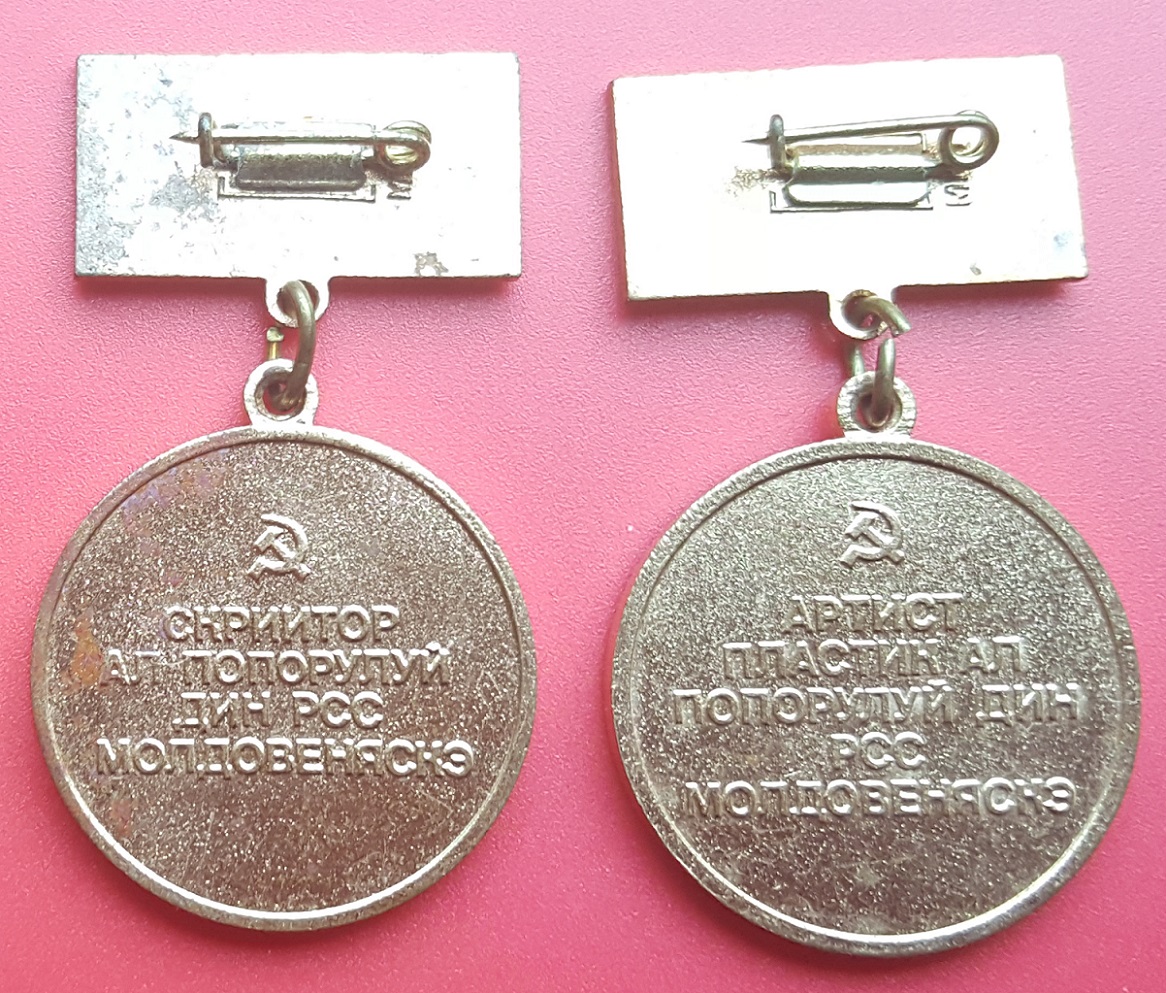 СКРИИТОР
АЛ ПОПОРУЛУЙ
ДИН РСС
МОЛДОВЕНЯСКЭ
АРТИСТ
ПЛАСТИК АЛ
ПОПОРУЛУЙ ДИН
РСС
МОЛДОВЕНЯСКЭ